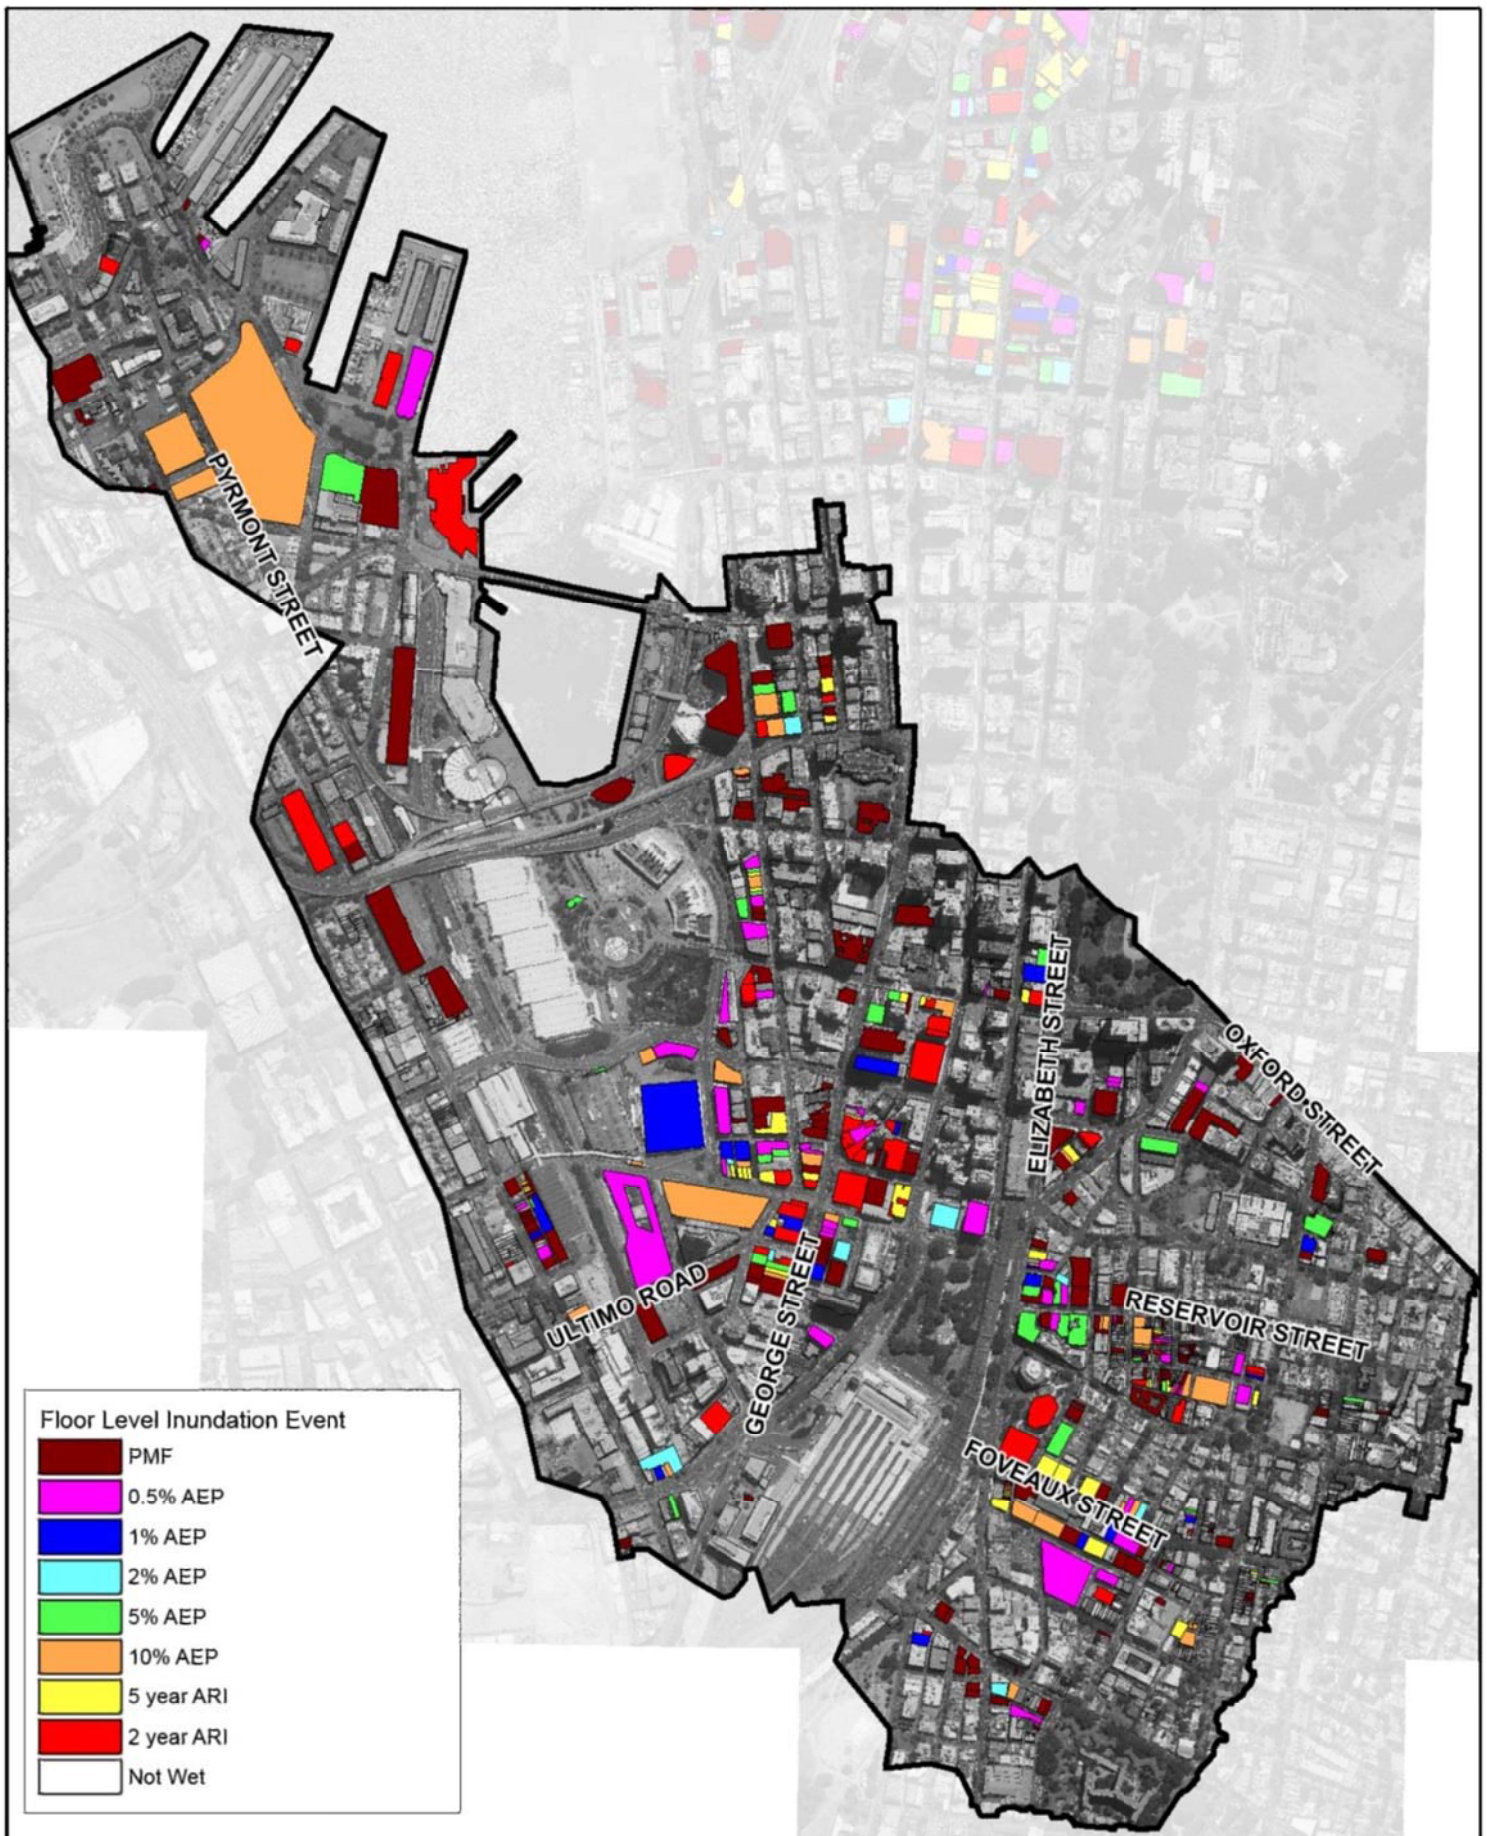 PYRMONT STREET
ELIZABETH STREET
OXFORD STREET
ULTIMO ROAD
GEORGE STREET
RESERVOIR STREET
FOVEAUX STREET
Floor Level Inundation Event
PMF
0.5% AEP
1% AEP
2% AEP
5% AEP
10% AEP
5 year ARI
2 year ARI
Not Wet